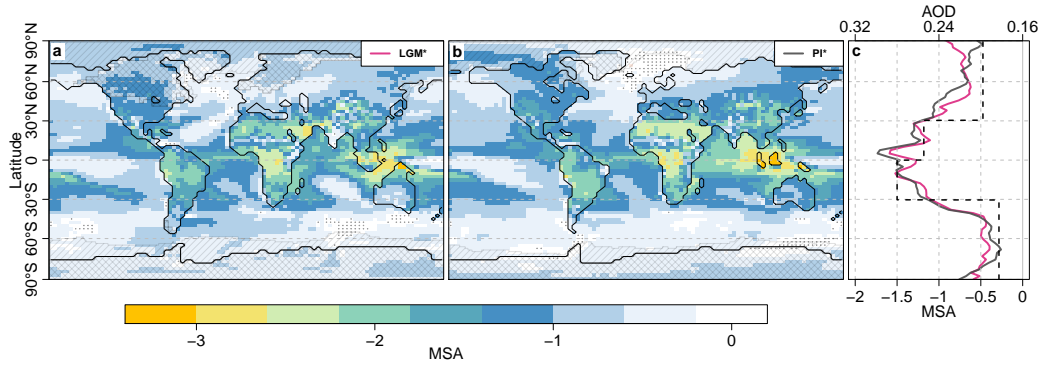 AOD
0.32 0.24 0.16
a LGM*
b PI*
c
Latitude
90°N
60°N
30°N
0
30°S
60°S
90°S
−2 −1.5 −1 −0.5 0
MSA
−3 −2 −1 0
MSA